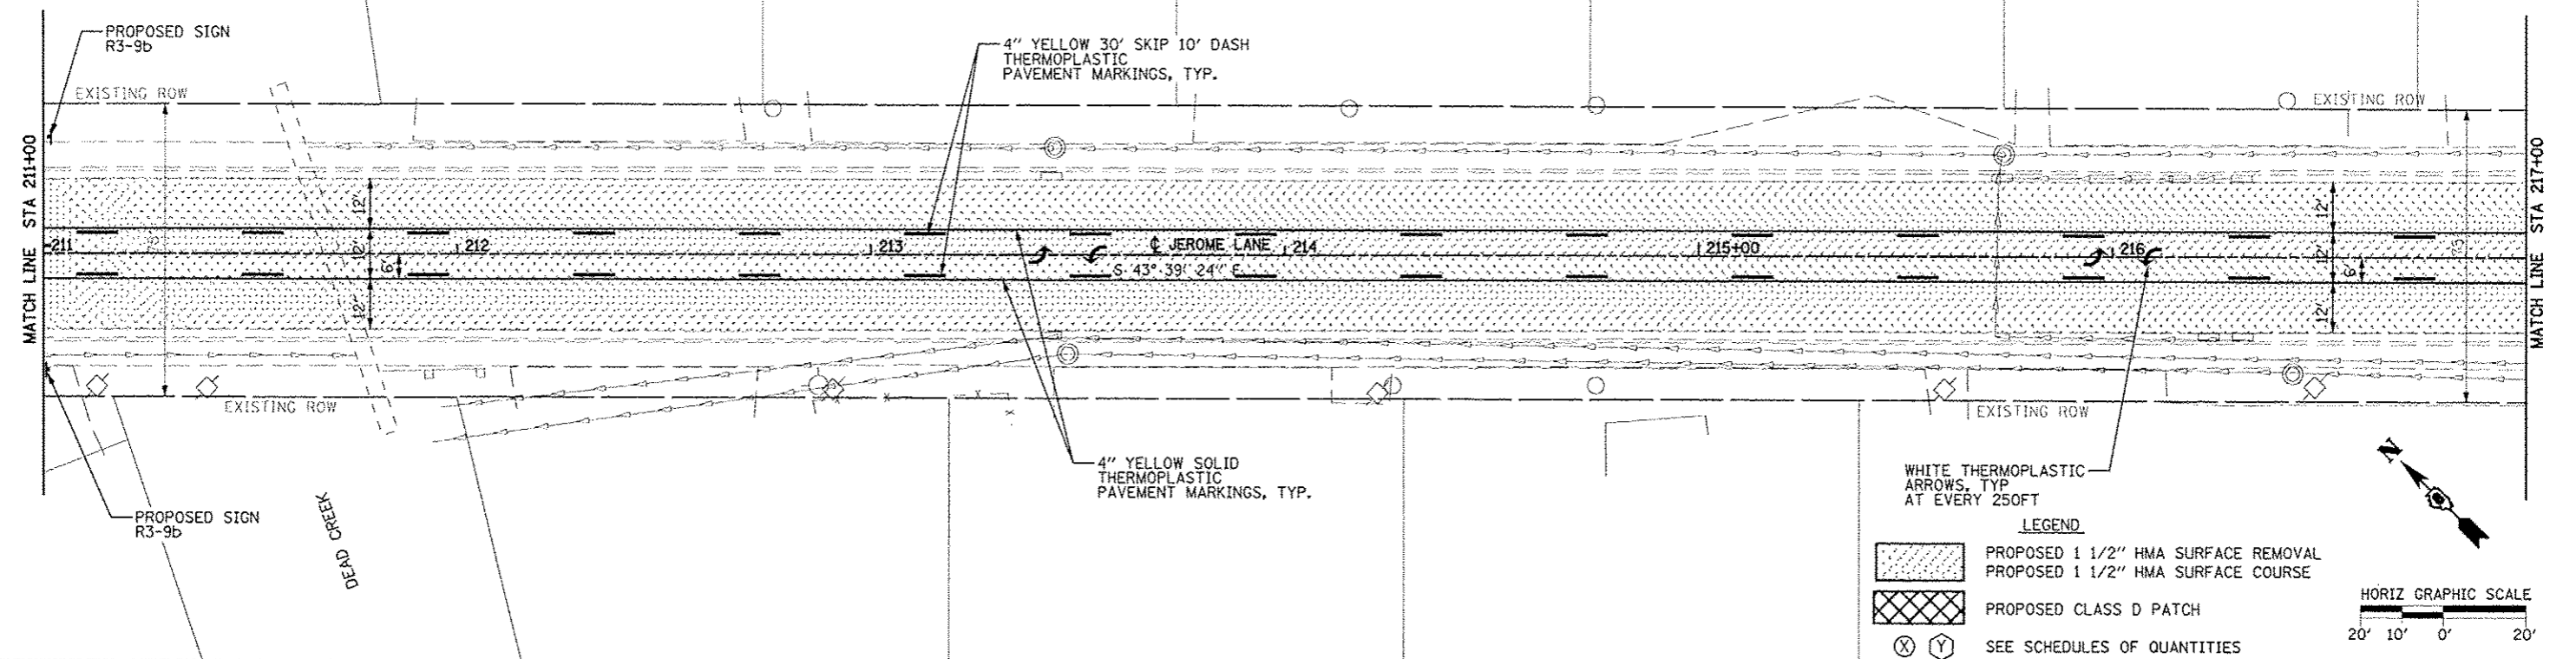 PROPOSED SIGN
R3-9b
4" YELLOW 30' SKIP 10' DASH
THERMOPLASTIC
PAVEMENT MARKINGS, TYP.
EXISTING ROW
EXISTING ROW
MATCH LINE STA 211+00
MATCH LINE STA 217+00
12'
12'
211
212
213
℄ JEROME LANE
214
215+00
216
12'
12'
6'
6'
S 43° 39' 24" E
12'
12'
EXISTING ROW
EXISTING ROW
4" YELLOW SOLID
THERMOPLASTIC
PAVEMENT MARKINGS, TYP.
WHITE THERMOPLASTIC
ARROWS, TYP
AT EVERY 250FT
PROPOSED SIGN
R3-9b
DEAD CREEK
N
LEGEND
PROPOSED 1 1/2" HMA SURFACE REMOVAL
PROPOSED 1 1/2" HMA SURFACE COURSE
PROPOSED CLASS D PATCH
X Y SEE SCHEDULES OF QUANTITIES
HORIZ GRAPHIC SCALE
20' 10' 0' 20'